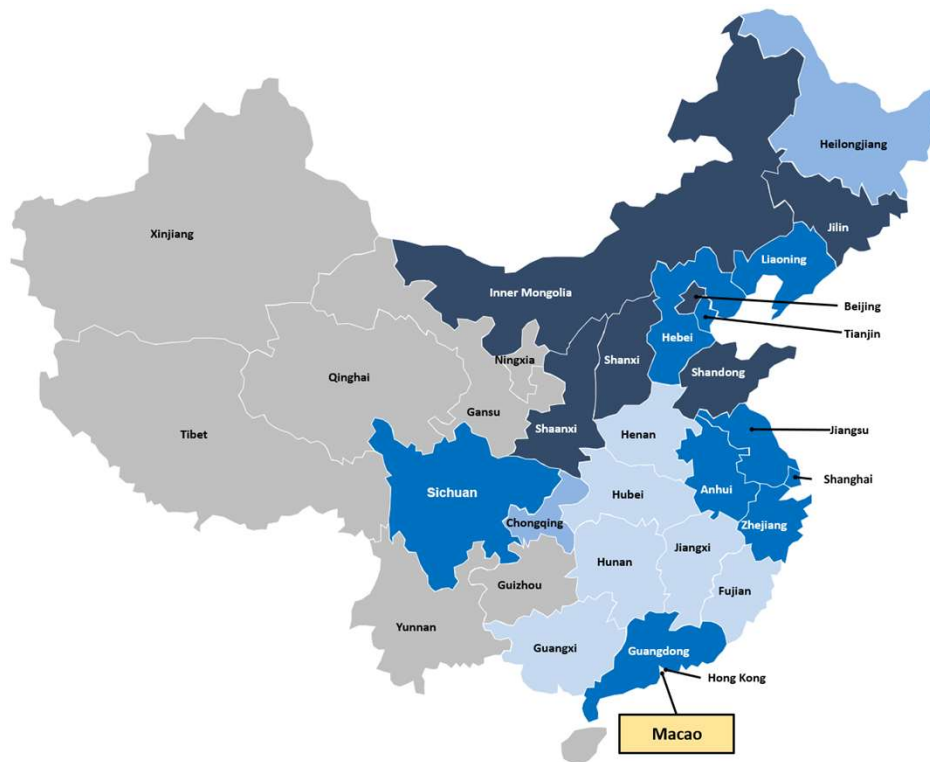 Heilongjiang
Jilin
Xinjiang
Liaoning
Inner Mongolia
Beijing
Tianjin
Hebei
Ningxia
Shanxi
Shandong
Qinghai
Gansu
Shaanxi
Jiangsu
Tibet
Henan
Shanghai
Sichuan
Anhui
Hubei
Chongqing
Zhejiang
Jiangxi
Hunan
Guizhou
Fujian
Yunnan
Guangxi
Guangdong
Hong Kong
Macao